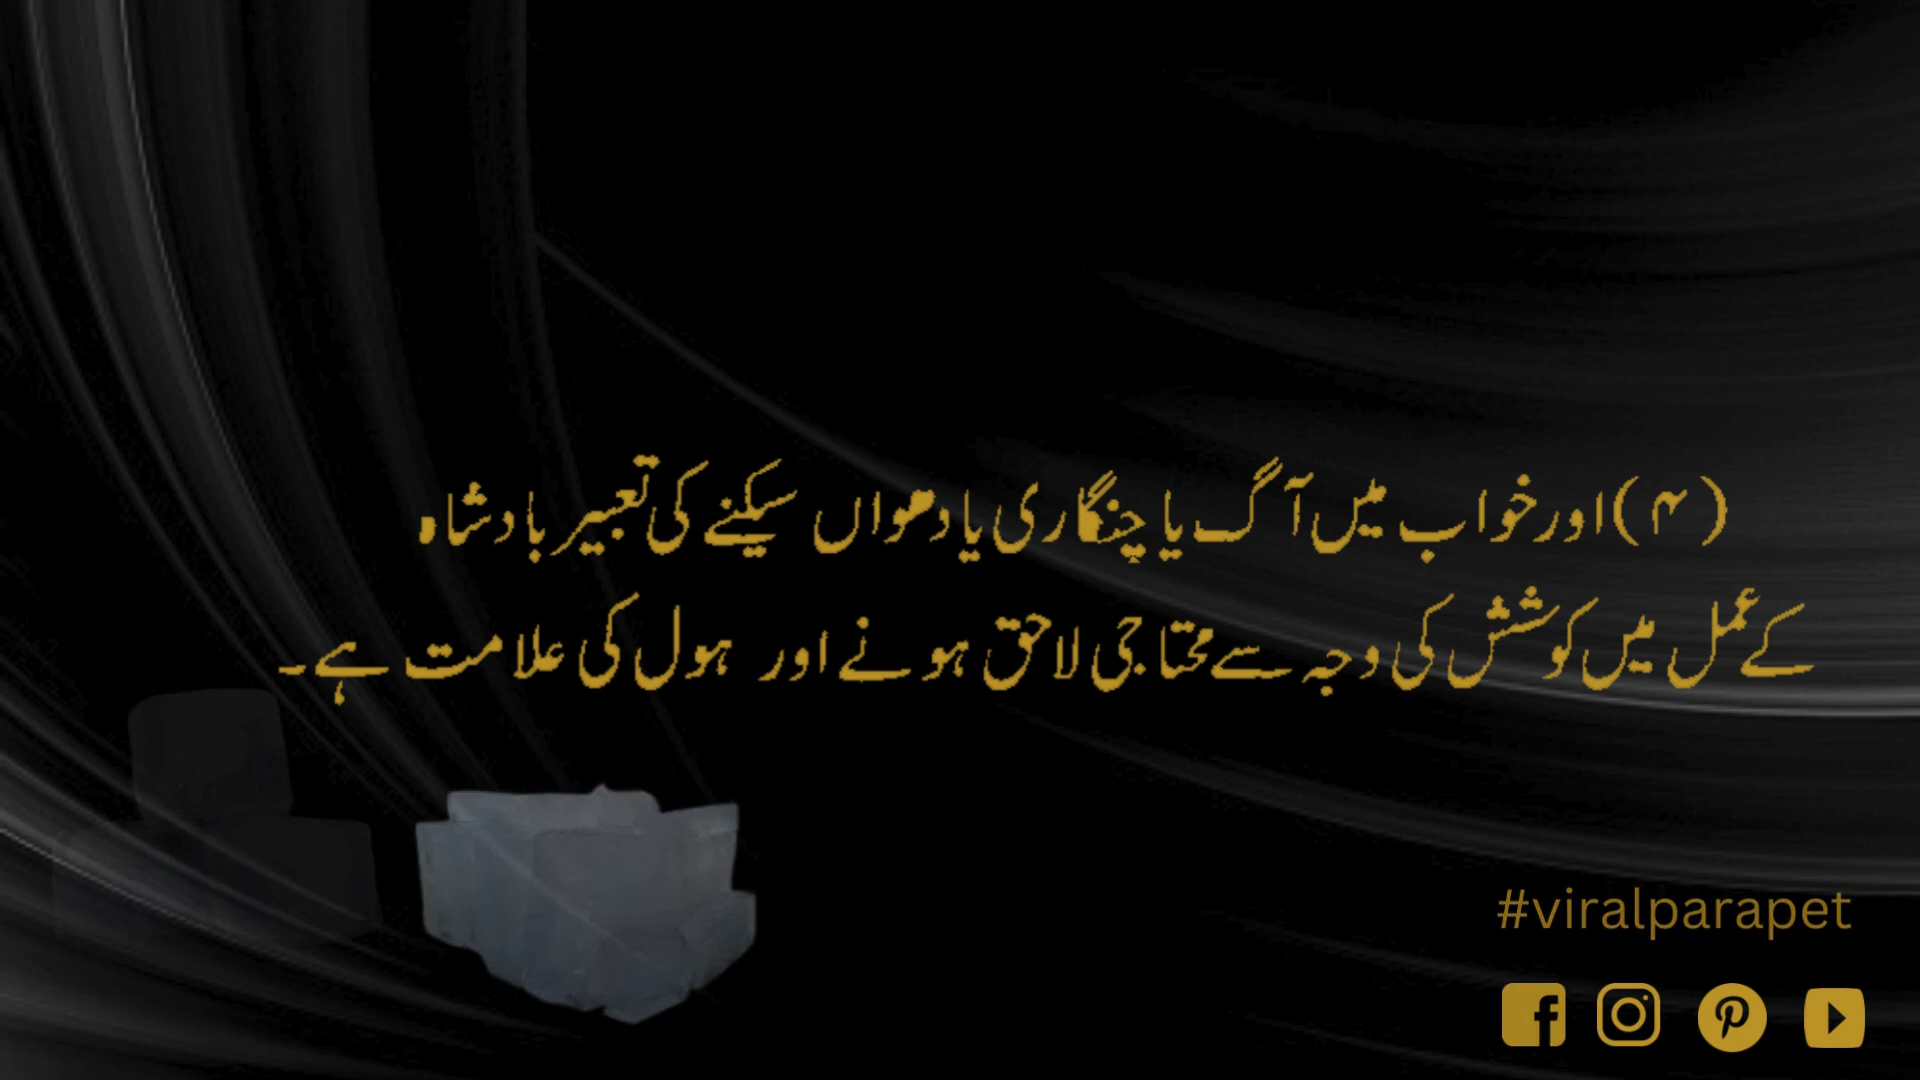 (۴) اور خواب میں آگ یا چنگاری یا دھواں سیکنے کی تعبیر بادشاہ
کے عمل میں کوشش کی وجہ سے محتاجی لاحق ہونے اور ہول کی علامت ہے۔
#viralparapet